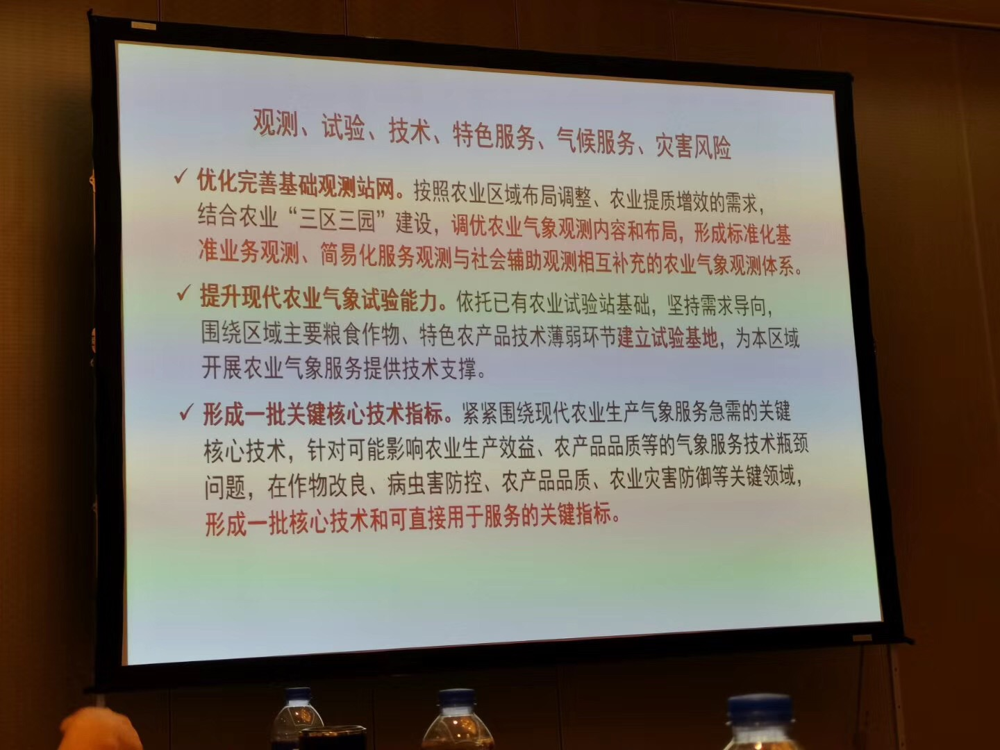 观测、试验、技术、特色服务、气候服务、灾害风险
✓ 优化完善基础观测站网。按照农业区域布局调整、农业提质增效的需求，
结合农业“三区三园”建设，调优农业气象观测内容和布局，形成标准化基
准业务观测、简易化服务观测与社会辅助观测相互补充的农业气象观测体系。
✓ 提升现代农业气象试验能力。依托已有农业试验站基础，坚持需求导向，
围绕区域主要粮食作物、特色农产品技术薄弱环节建立试验基地，为本区域
开展农业气象服务提供技术支撑。
✓ 形成一批关键核心技术指标。紧紧围绕现代农业生产气象服务急需的关键
核心技术，针对可能影响农业生产效益、农产品品质等的气象服务技术瓶颈
问题，在作物改良、病虫害防控、农产品品质、农业灾害防御等关键领域，
形成一批核心技术和可直接用于服务的关键指标。